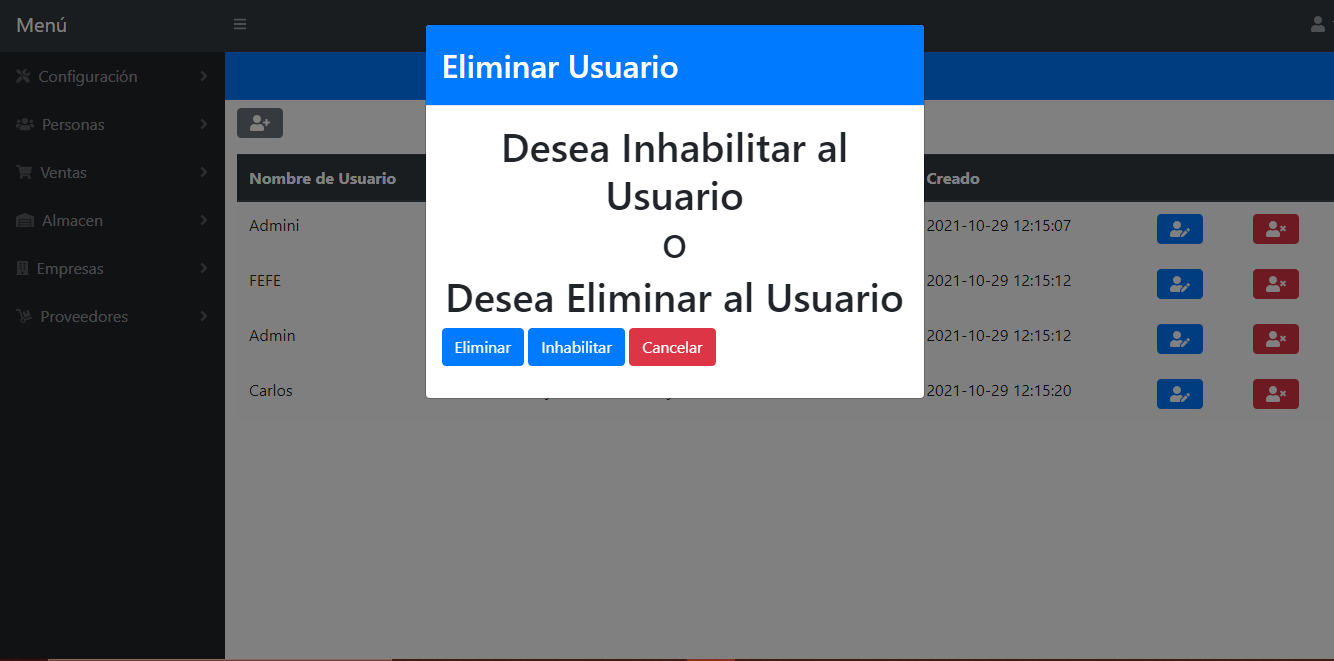 Menú
Eliminar Usuario
Configuración
Personas
Ventas
Almacen
Empresas
Proveedores
Desea Inhabilitar al
Usuario
O
Desea Eliminar al Usuario
Eliminar Inhabilitar Cancelar
Nombre de Usuario Creado
Admini 2021-10-29 12:15:07
FEFE 2021-10-29 12:15:12
Admin 2021-10-29 12:15:12
Carlos 2021-10-29 12:15:20